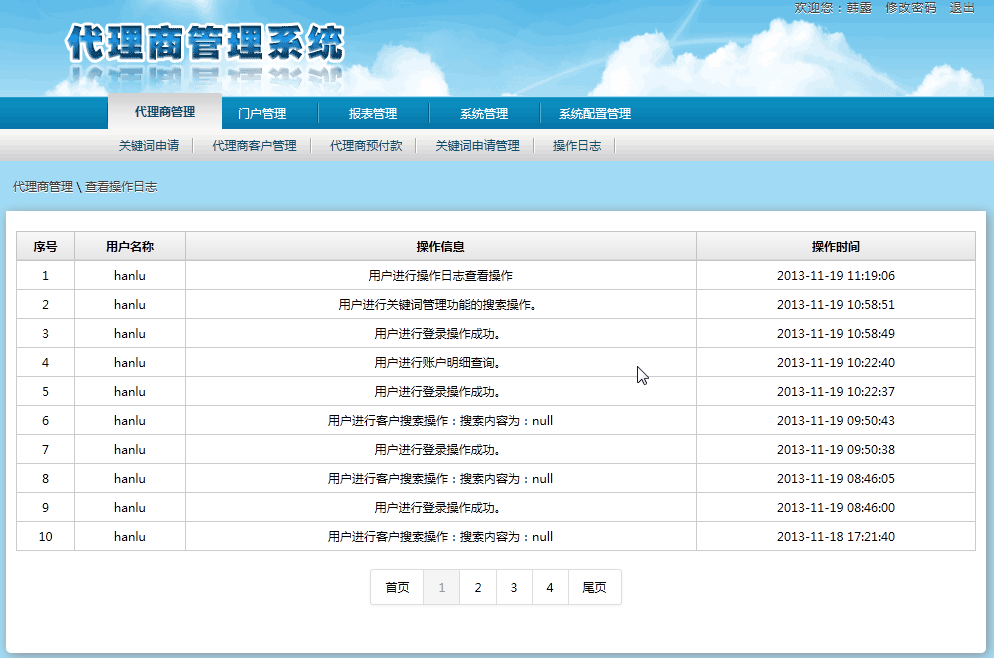 欢迎您：韩露 修改密码 退出
代理商管理系统
代理商管理 门户管理 报表管理 系统管理 系统配置管理
关键词申请 代理商客户管理 代理商预付款 关键词申请管理 操作日志
代理商管理 \ 查看操作日志
序号 用户名称 操作信息 操作时间
1 hanlu 用户进行操作日志查看操作 2013-11-19 11:19:06
2 hanlu 用户进行关键词管理功能的搜索操作。 2013-11-19 10:58:51
3 hanlu 用户进行登录操作成功。 2013-11-19 10:58:49
4 hanlu 用户进行账户明细查询。 2013-11-19 10:22:40
5 hanlu 用户进行登录操作成功。 2013-11-19 10:22:37
6 hanlu 用户进行客户搜索操作：搜索内容为：null 2013-11-19 09:50:43
7 hanlu 用户进行登录操作成功。 2013-11-19 09:50:38
8 hanlu 用户进行客户搜索操作：搜索内容为：null 2013-11-19 08:46:05
9 hanlu 用户进行登录操作成功。 2013-11-19 08:46:00
10 hanlu 用户进行客户搜索操作：搜索内容为：null 2013-11-18 17:21:40
首页 1 2 3 4 尾页